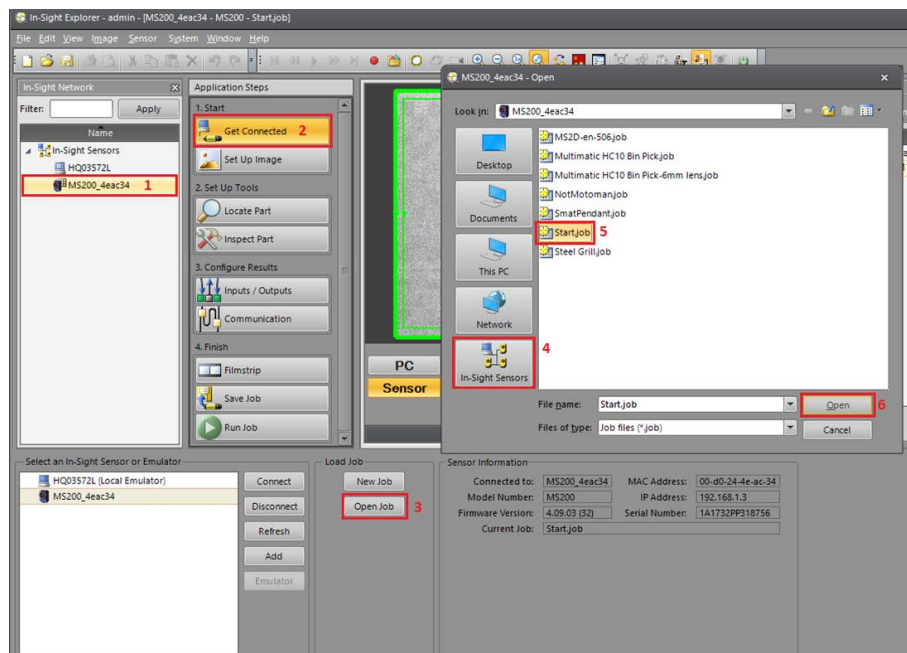 In-Sight Explorer - admin - [MS200_4eac34 - MS200 - Start.job]
File Edit View Image Sensor System Window Help
In-Sight Network
Filter:
Apply
Name
In-Sight Sensors
HQ03572L
MS200_4eac34 1
Application Steps
1. Start
Get Connected 2
Set Up Image
2. Set Up Tools
Locate Part
Inspect Part
3. Configure Results
Inputs / Outputs
Communication
4. Finish
Filmstrip
Save Job
Run Job
PC
Sensor
MS200_4eac34 - Open
Look in: MS200_4eac34
Desktop
Documents
This PC
Network
In-Sight Sensors
4
MS2D-en-506.job
Multimatic HC10 Bin Pick.job
Multimatic HC10 Bin Pick-6mm lens.job
NotMotoman.job
SmatPendant.job
Start.job 5
Steel Grill.job
File name: Start.job
Open 6
Files of type: Job files (*.job)
Cancel
Select an In-Sight Sensor or Emulator
HQ03572L (Local Emulator)
MS200_4eac34
Connect
Disconnect
Refresh
Add
Emulator
Load Job
New Job
Open Job 3
Sensor Information
Connected to: MS200_4eac34 MAC Address: 00-d0-24-4e-ac-34
Model Number: MS200 IP Address: 192.168.1.3
Firmware Version: 4.09.03 (32) Serial Number: 1A1732PP318756
Current Job: Start.job